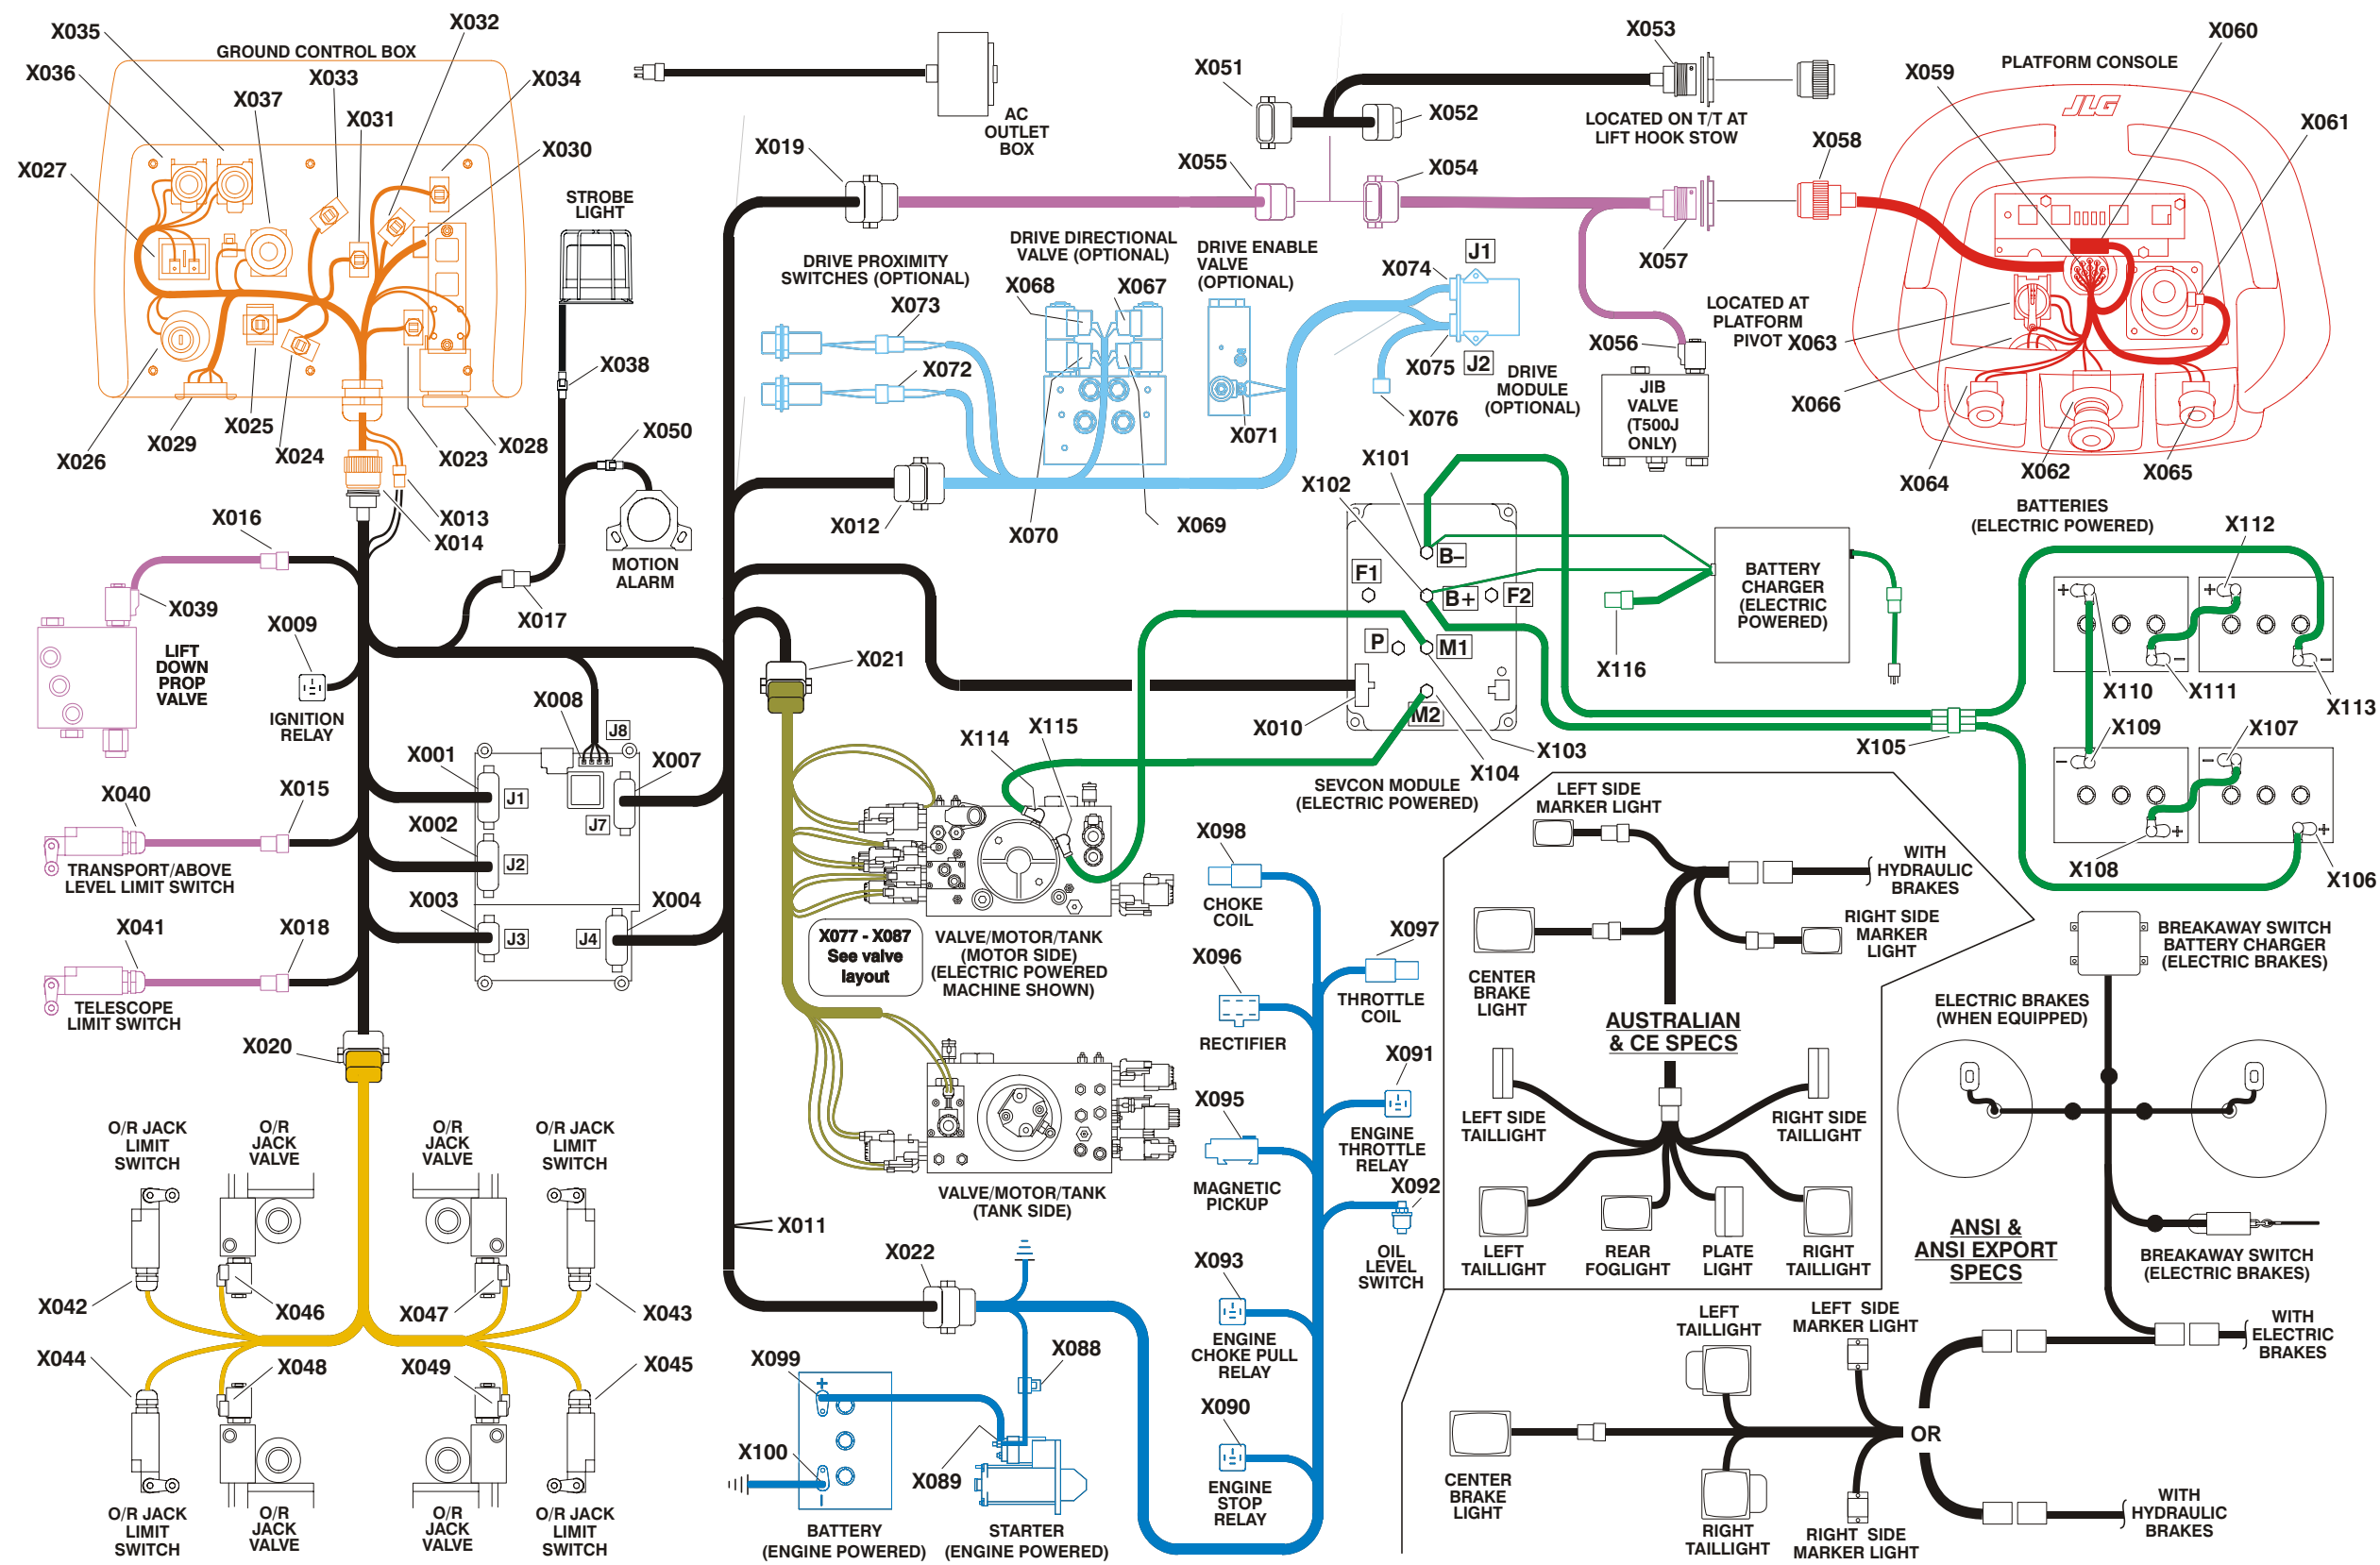 X035
X032
GROUND CONTROL BOX
X036
X033
X034
X037
X031
X030
X027
X026
X029
X025
X024
X023
X028
X013
X014
AC
OUTLET
BOX
STROBE
LIGHT
X038
X050
MOTION
ALARM
X017
X016
X039
LIFT
DOWN
PROP
VALVE
X009
IGNITION
RELAY
X008
J8
X001
J1
X007
J7
X002
J2
X003
J3
X004
J4
X040
X015
TRANSPORT/ABOVE
LEVEL LIMIT SWITCH
X041
X018
TELESCOPE
LIMIT SWITCH
X020
O/R JACK
LIMIT
SWITCH
O/R
JACK
VALVE
O/R
JACK
VALVE
O/R JACK
LIMIT
SWITCH
X042
X046
X047
X043
X044
X048
X049
X045
O/R JACK
LIMIT
SWITCH
O/R
JACK
VALVE
O/R
JACK
VALVE
O/R JACK
LIMIT
SWITCH
X019
X051
X053
X052
LOCATED ON T/T AT
LIFT HOOK STOW
X055
X054
X058
X057
LOCATED AT
PLATFORM
PIVOT
X056
JIB
VALVE
(T500J
ONLY)
PLATFORM CONSOLE
JLG
X060
X059
X061
X063
X066
X064
X062
X065
DRIVE PROXIMITY
SWITCHES (OPTIONAL)
X073
X072
DRIVE DIRECTIONAL
VALVE (OPTIONAL)
X068
X067
X070
X069
DRIVE ENABLE
VALVE
(OPTIONAL)
X071
X074
J1
X075
J2
X076
DRIVE
MODULE
(OPTIONAL)
X012
X101
X102
B–
F1
B+
F2
P
M1
M2
X010
X103
X104
SEVCON MODULE
(ELECTRIC POWERED)
X116
BATTERY
CHARGER
(ELECTRIC
POWERED)
BATTERIES
(ELECTRIC POWERED)
X112
+
+
–
–
X110
X111
X113
X105
X109
X107
–
–
+
+
X108
X106
X021
X114
X115
X077 - X087
See valve
layout
VALVE/MOTOR/TANK
(MOTOR SIDE)
(ELECTRIC POWERED
MACHINE SHOWN)
VALVE/MOTOR/TANK
(TANK SIDE)
X011
X022
X088
X099
+
X100
–
X089
BATTERY
(ENGINE POWERED)
STARTER
(ENGINE POWERED)
X098
CHOKE
COIL
X097
THROTTLE
COIL
X096
RECTIFIER
X091
ENGINE
THROTTLE
RELAY
X095
MAGNETIC
PICKUP
X092
OIL
LEVEL
SWITCH
X093
ENGINE
CHOKE PULL
RELAY
X090
ENGINE
STOP
RELAY
LEFT SIDE
MARKER LIGHT
WITH
HYDRAULIC
BRAKES
CENTER
BRAKE
LIGHT
RIGHT SIDE
MARKER
LIGHT
AUSTRALIAN
& CE SPECS
LEFT SIDE
TAILLIGHT
RIGHT SIDE
TAILLIGHT
LEFT
TAILLIGHT
REAR
FOGLIGHT
PLATE
LIGHT
RIGHT
TAILLIGHT
BREAKAWAY SWITCH
BATTERY CHARGER
(ELECTRIC BRAKES)
ELECTRIC BRAKES
(WHEN EQUIPPED)
ANSI &
ANSI EXPORT
SPECS
BREAKAWAY SWITCH
(ELECTRIC BRAKES)
LEFT
TAILLIGHT
LEFT SIDE
MARKER LIGHT
WITH
ELECTRIC
BRAKES
OR
CENTER
BRAKE
LIGHT
RIGHT
TAILLIGHT
RIGHT SIDE
MARKER LIGHT
WITH
HYDRAULIC
BRAKES